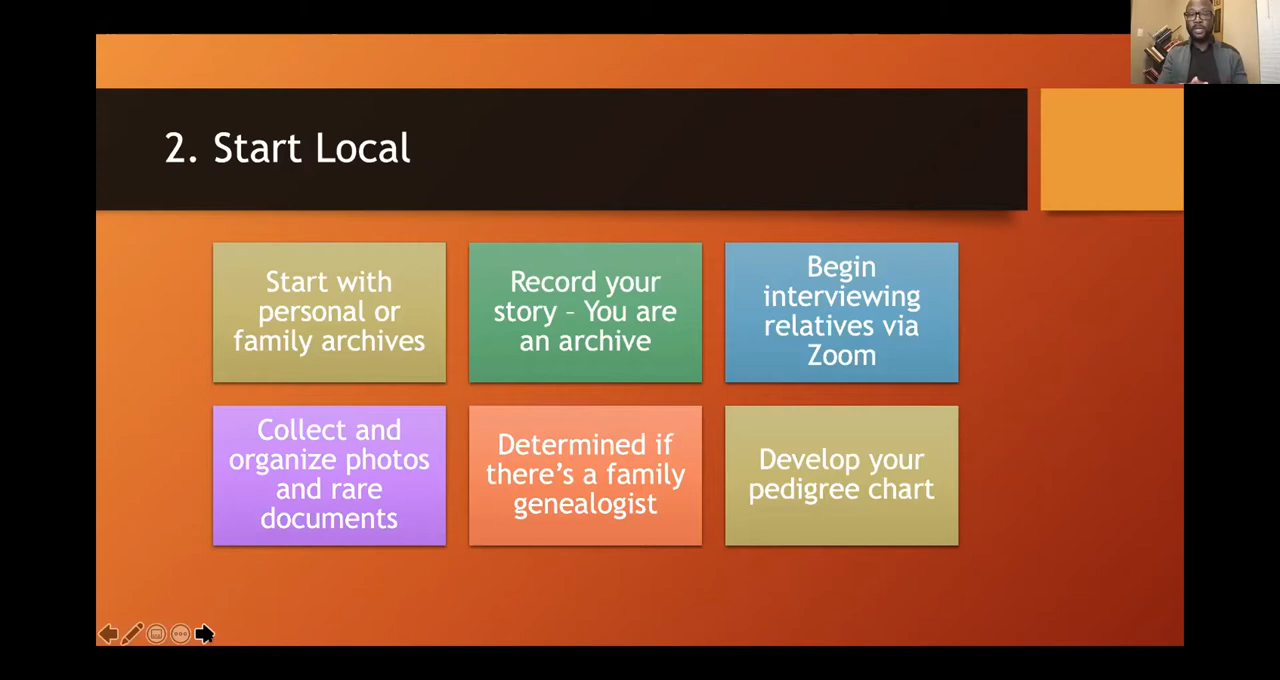 2. Start Local
Start with
personal or
family archives
Record your
story – You are
an archive
Begin
interviewing
relatives via
Zoom
Collect and
organize photos
and rare
documents
Determined if
there’s a family
genealogist
Develop your
pedigree chart